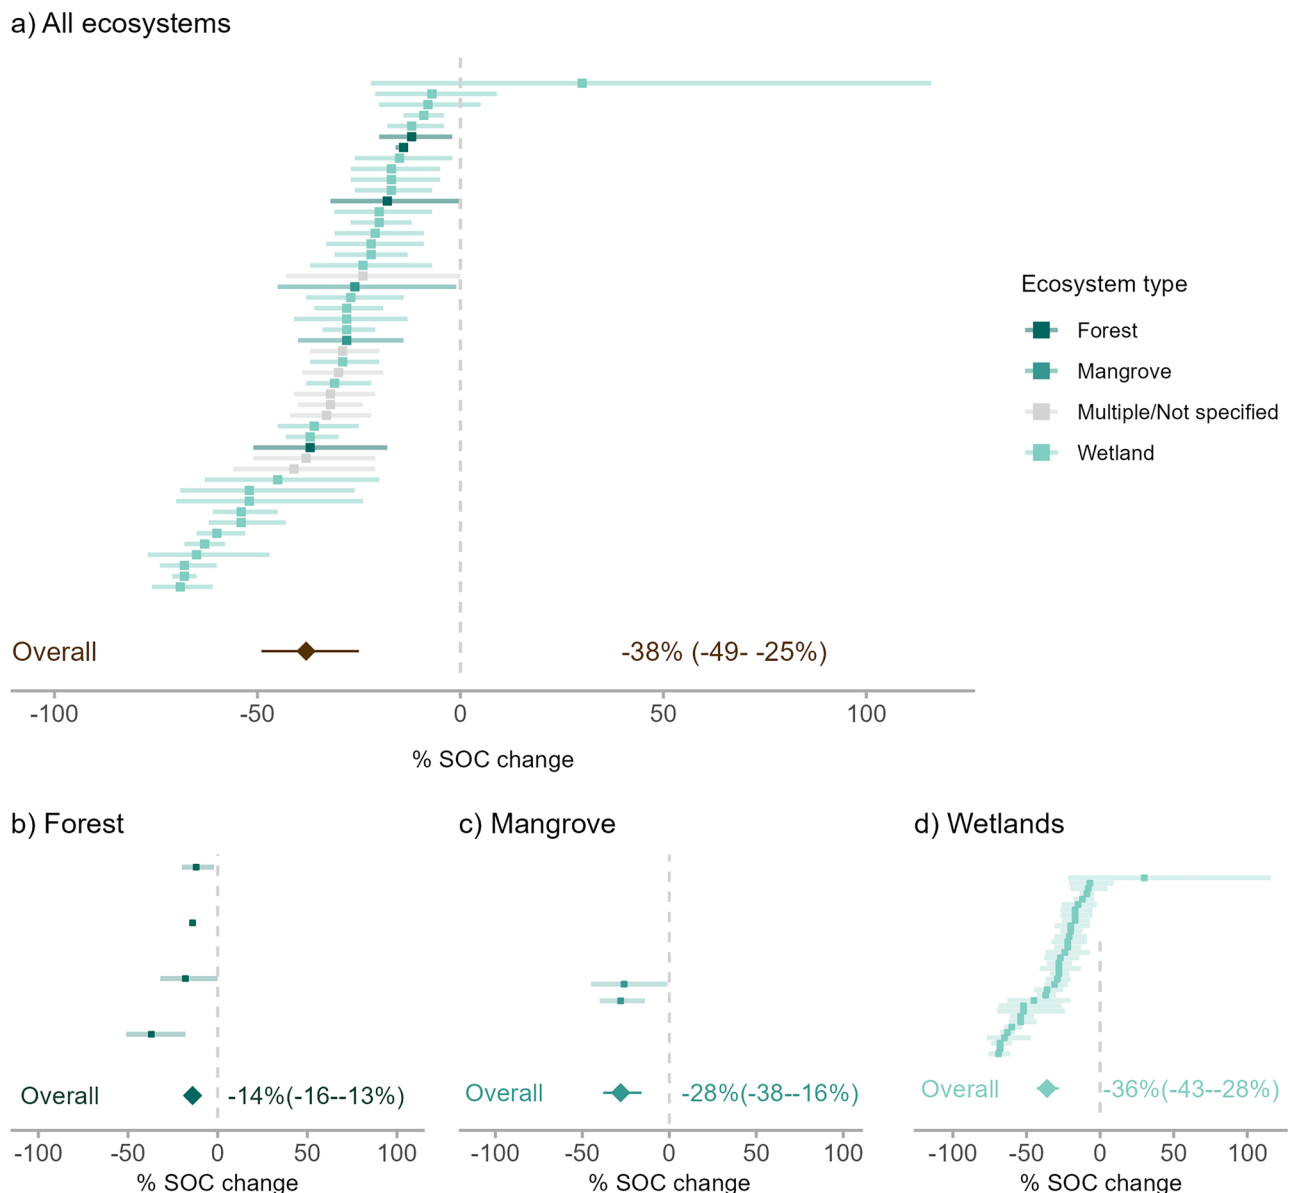 a) All ecosystems
Ecosystem type
Forest
Mangrove
Multiple/Not specified
Wetland
Overall
-38% (-49- -25%)
-100 -50 0 50 100
% SOC change
b) Forest
Overall
-14%(-16--13%)
-100 -50 0 50 100
% SOC change
c) Mangrove
Overall
-28%(-38--16%)
-100 -50 0 50 100
% SOC change
d) Wetlands
Overall
-36%(-43--28%)
-100 -50 0 50 100
% SOC change